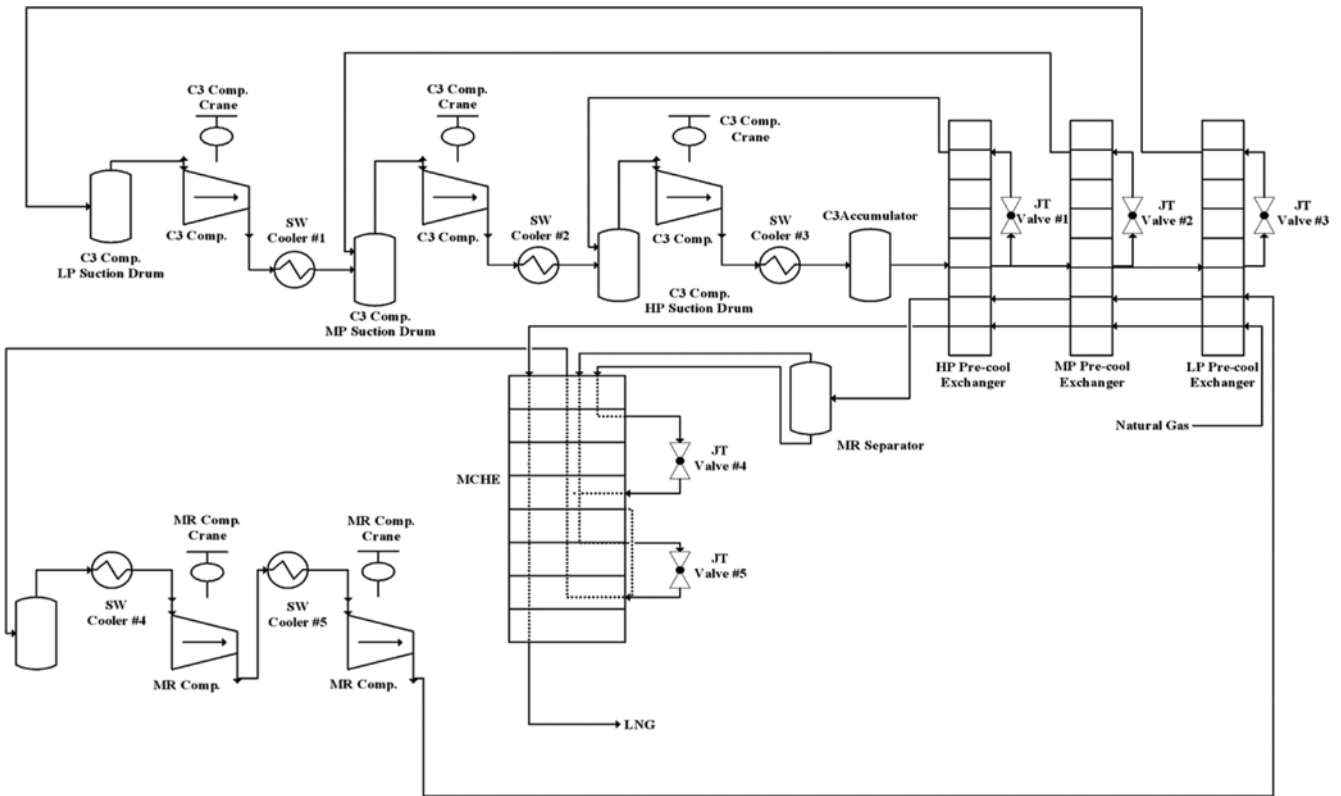 C3 Comp.
Crane
C3 Comp.
Crane
C3 Comp.
Crane
C3 Comp.
SW
Cooler #1
C3 Comp.
LP Suction Drum
C3 Comp.
SW
Cooler #2
C3 Comp.
MP Suction Drum
C3 Comp.
SW
Cooler #3
C3 Comp.
HP Suction Drum
C3Accumulator
JT
Valve #1
JT
Valve #2
JT
Valve #3
HP Pre-cool
Exchanger
MP Pre-cool
Exchanger
LP Pre-cool
Exchanger
Natural Gas
MR Separator
JT
Valve #4
MCHE
JT
Valve #5
MR Comp.
Crane
MR Comp.
Crane
SW
Cooler #4
SW
Cooler #5
MR Comp.
MR Comp.
LNG